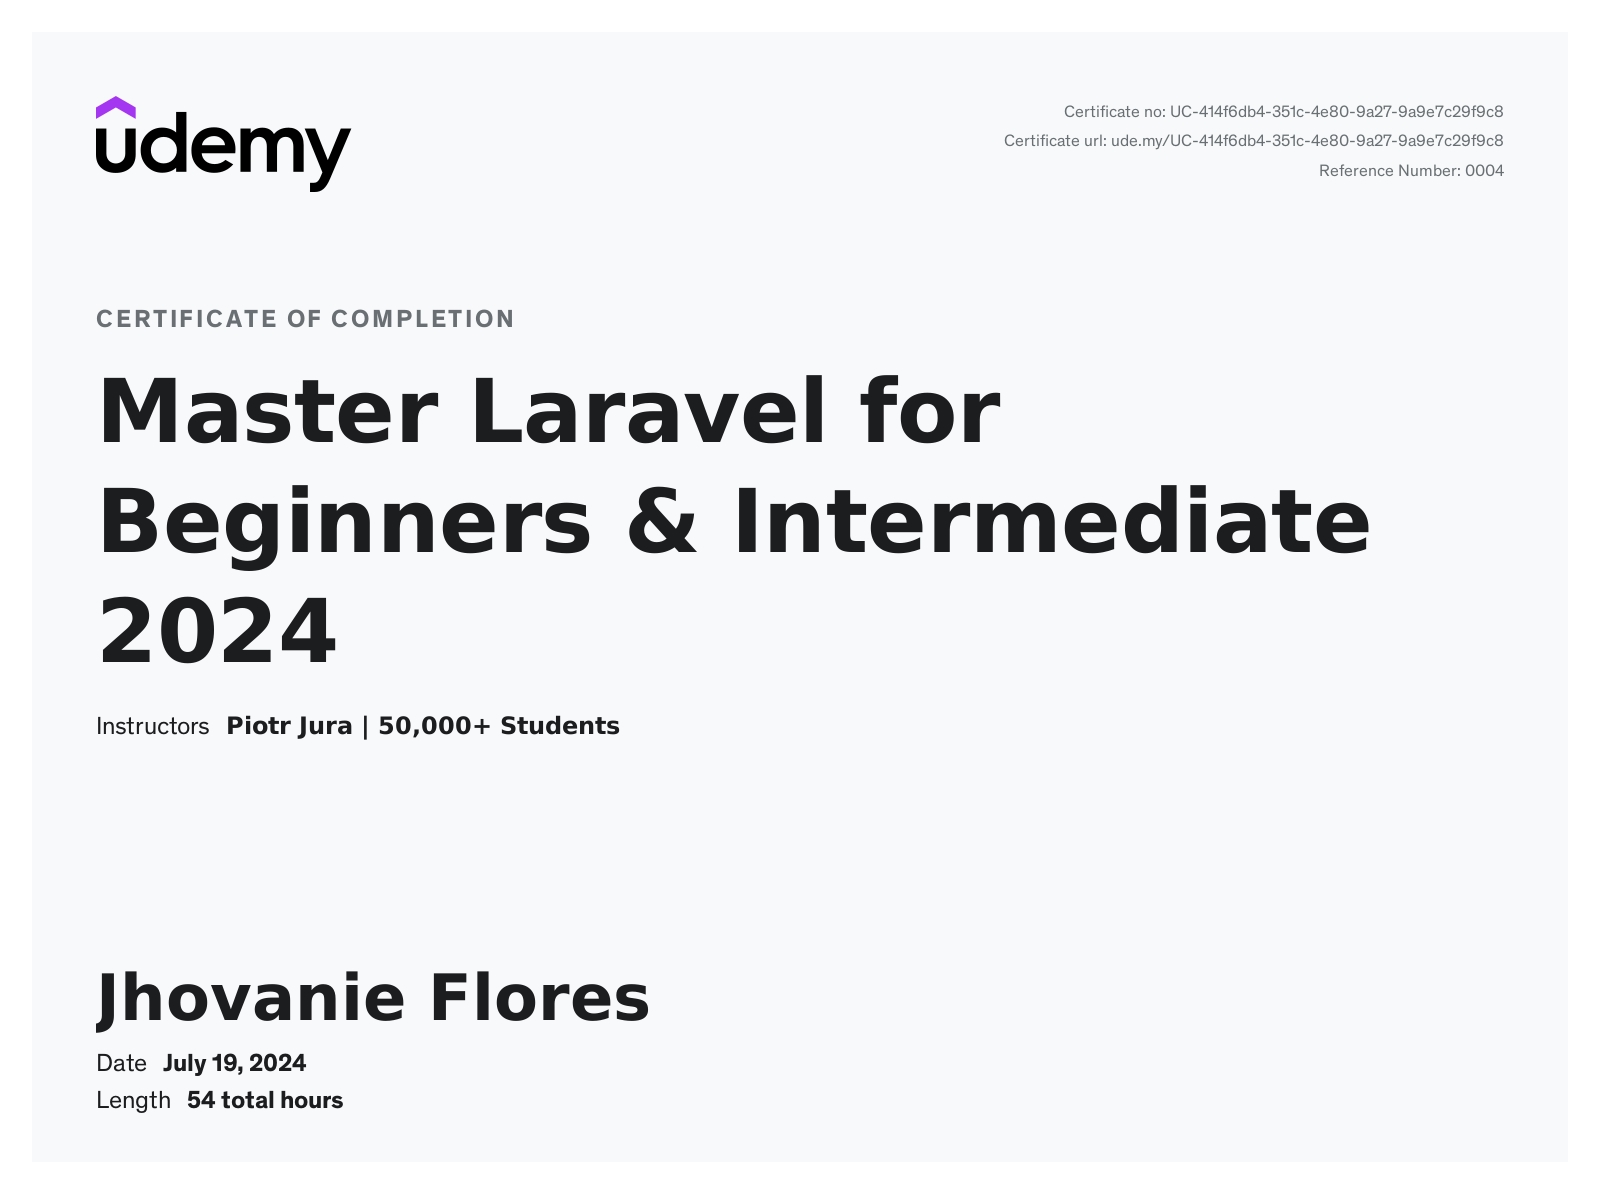 udemy
Certificate no: UC-414f6db4-351c-4e80-9a27-9a9e7c29f9c8
Certificate url: ude.my/UC-414f6db4-351c-4e80-9a27-9a9e7c29f9c8
Reference Number: 0004
CERTIFICATE OF COMPLETION
Master Laravel for
Beginners & Intermediate
2024
Instructors Piotr Jura | 50,000+ Students
Jhovanie Flores
Date July 19, 2024
Length 54 total hours